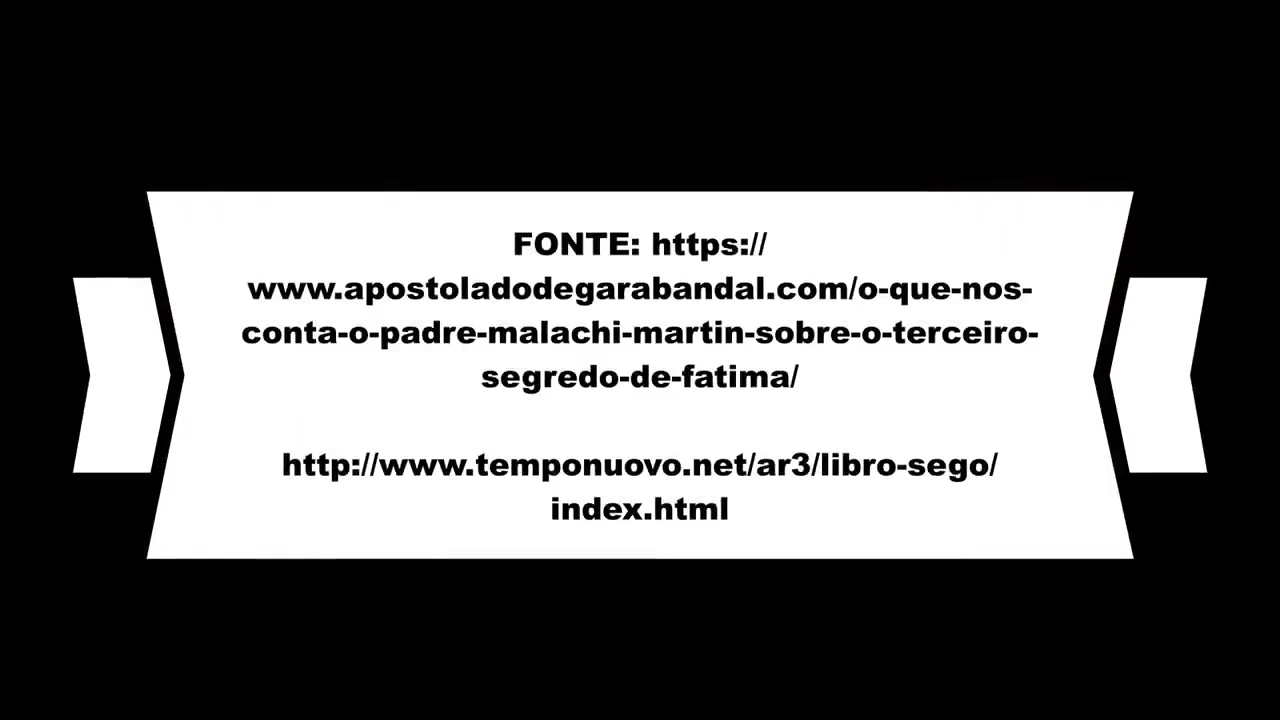 FONTE: https://
www.apostoladodegarabandal.com/o-que-nos-
conta-o-padre-malachi-martin-sobre-o-terceiro-
segredo-de-fatima/
http://www.temponuovo.net/ar3/libro-sego/
index.html